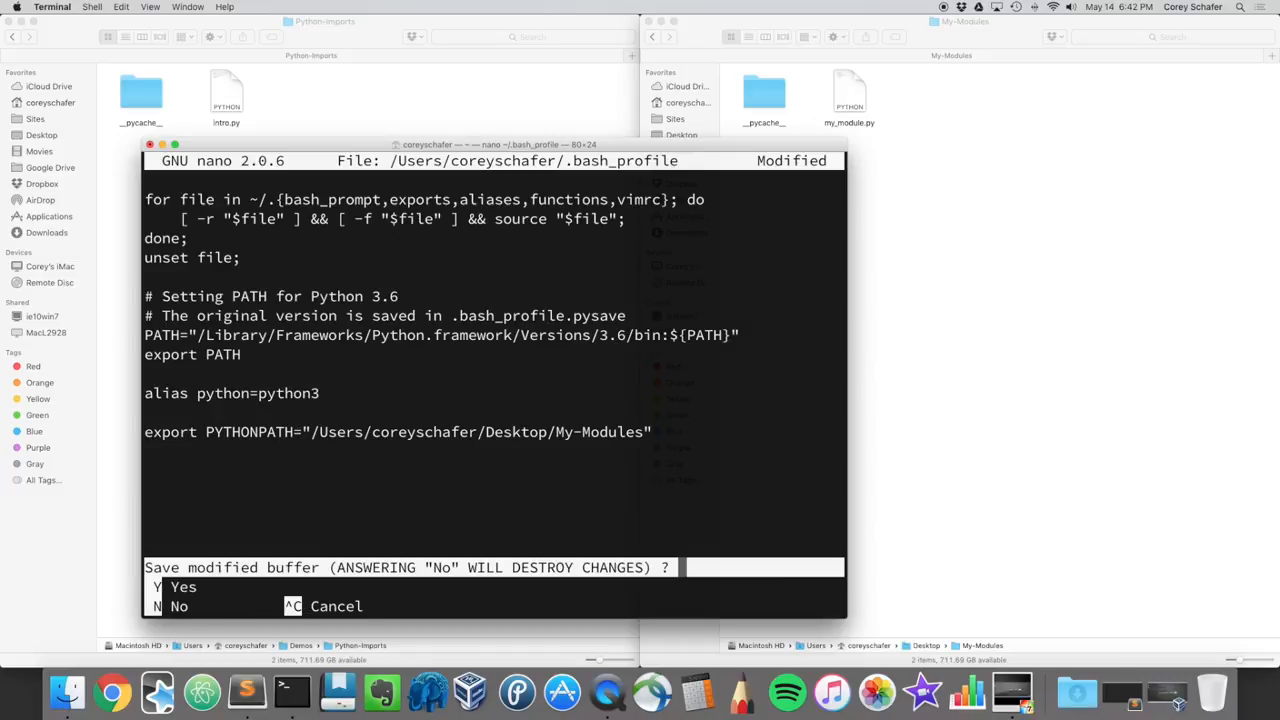 Terminal Shell Edit View Window Help May 14 6:42 PM Corey Schafer
Python-Imports
Search
Python-Imports
Favorites
iCloud Drive
coreyschafer
Sites
Desktop
Movies
Google Drive
Dropbox
AirDrop
Applications
Downloads
Devices
Corey's iMac
Remote Disc
Shared
ie10win7
MacL2928
Tags
Red
Orange
Yellow
Green
Blue
Purple
Gray
All Tags...
__pycache__
PYTHON
intro.py
Macintosh HD Users coreyschafer Demos Python-Imports
2 items, 711.69 GB available
My-Modules
Search
My-Modules
Favorites
iCloud Dri...
coreyscha...
Sites
Desktop
__pycache__
PYTHON
my_module.py
Macintosh HD Users coreyschafer Desktop My-Modules
2 items, 711.69 GB available
coreyschafer — ~ — nano ~/.bash_profile — 80×24
GNU nano 2.0.6 File: /Users/coreyschafer/.bash_profile Modified
for file in ~/.{bash_prompt,exports,aliases,functions,vimrc}; do
[ -r "$file" ] && [ -f "$file" ] && source "$file";
done;
unset file;
# Setting PATH for Python 3.6
# The original version is saved in .bash_profile.pysave
PATH="/Library/Frameworks/Python.framework/Versions/3.6/bin:${PATH}"
export PATH
alias python=python3
export PYTHONPATH="/Users/coreyschafer/Desktop/My-Modules"
Save modified buffer (ANSWERING "No" WILL DESTROY CHANGES) ?
Y Yes
N No ^C Cancel